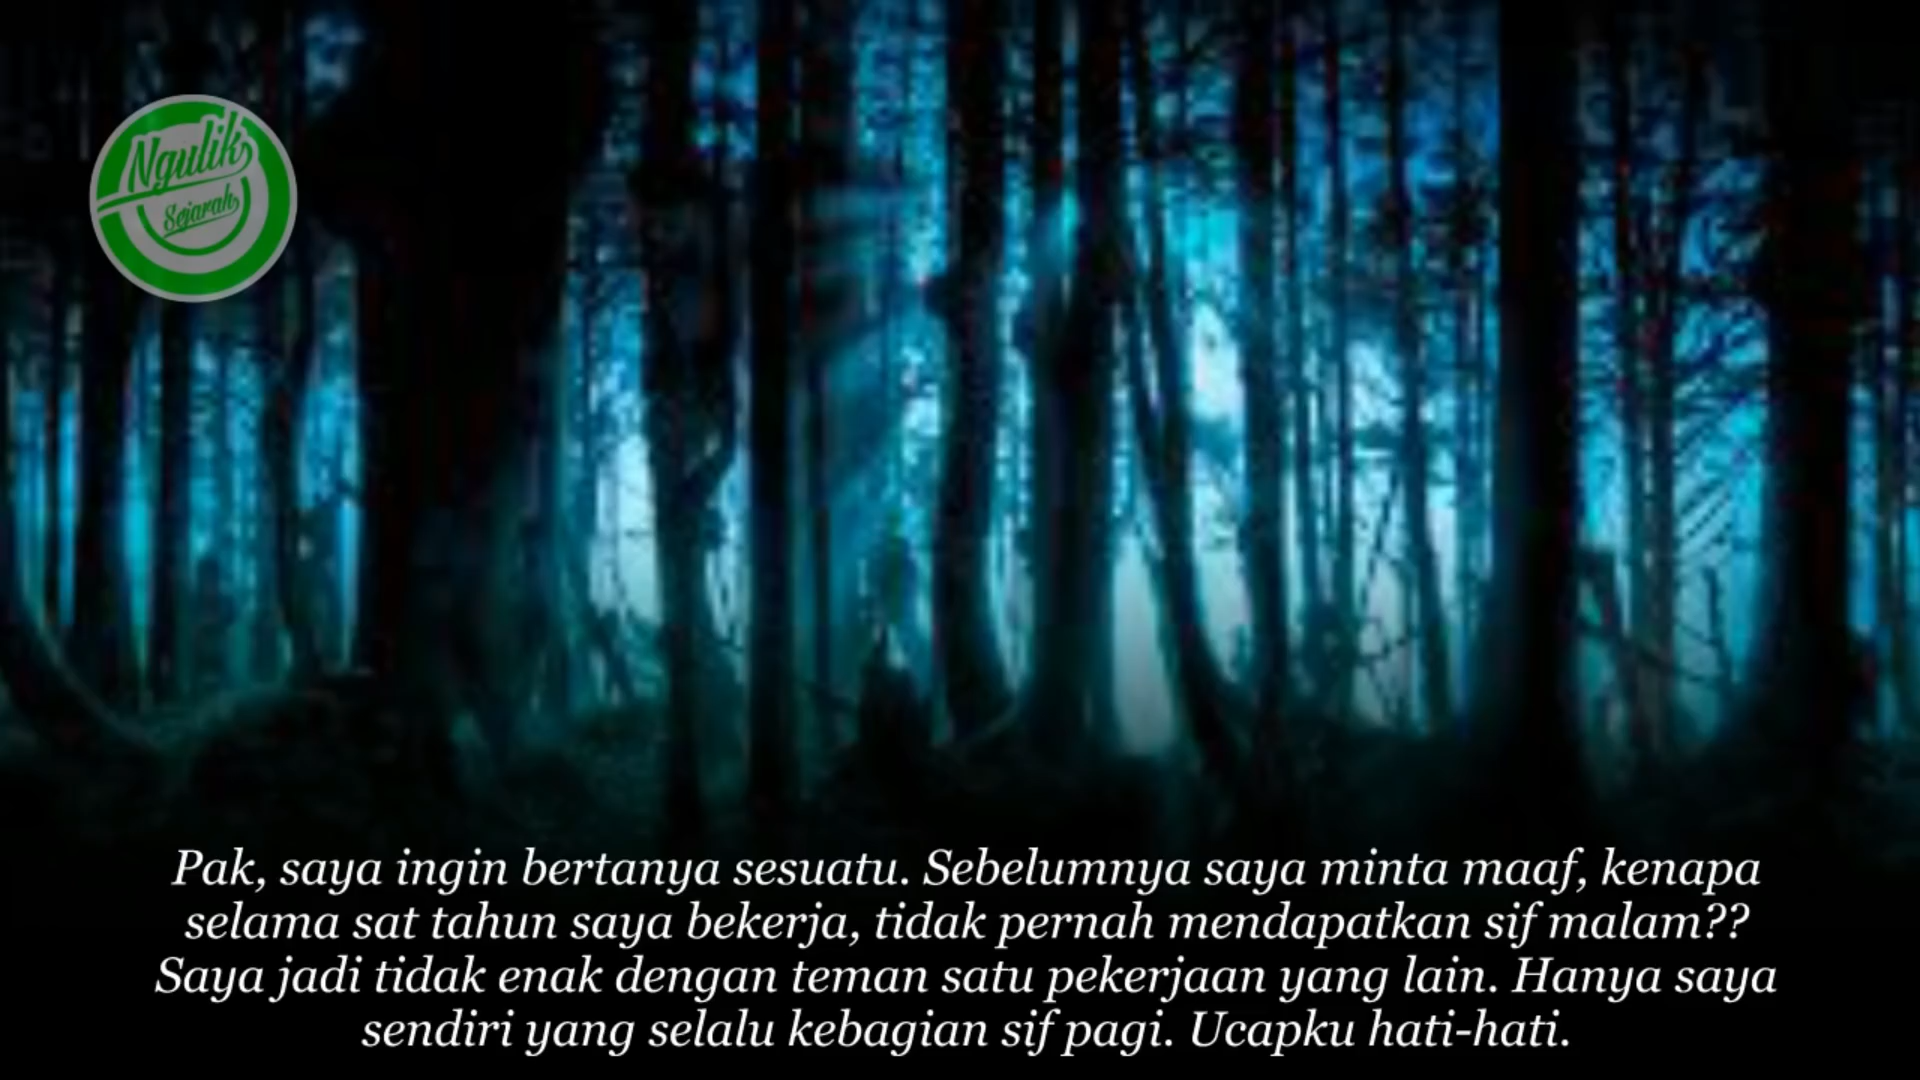 Ngulik
Sejarah
Pak, saya ingin bertanya sesuatu. Sebelumnya saya minta maaf, kenapa
selama sat tahun saya bekerja, tidak pernah mendapatkan sif malam??
Saya jadi tidak enak dengan teman satu pekerjaan yang lain. Hanya saya
sendiri yang selalu kebagian sif pagi. Ucapku hati-hati.